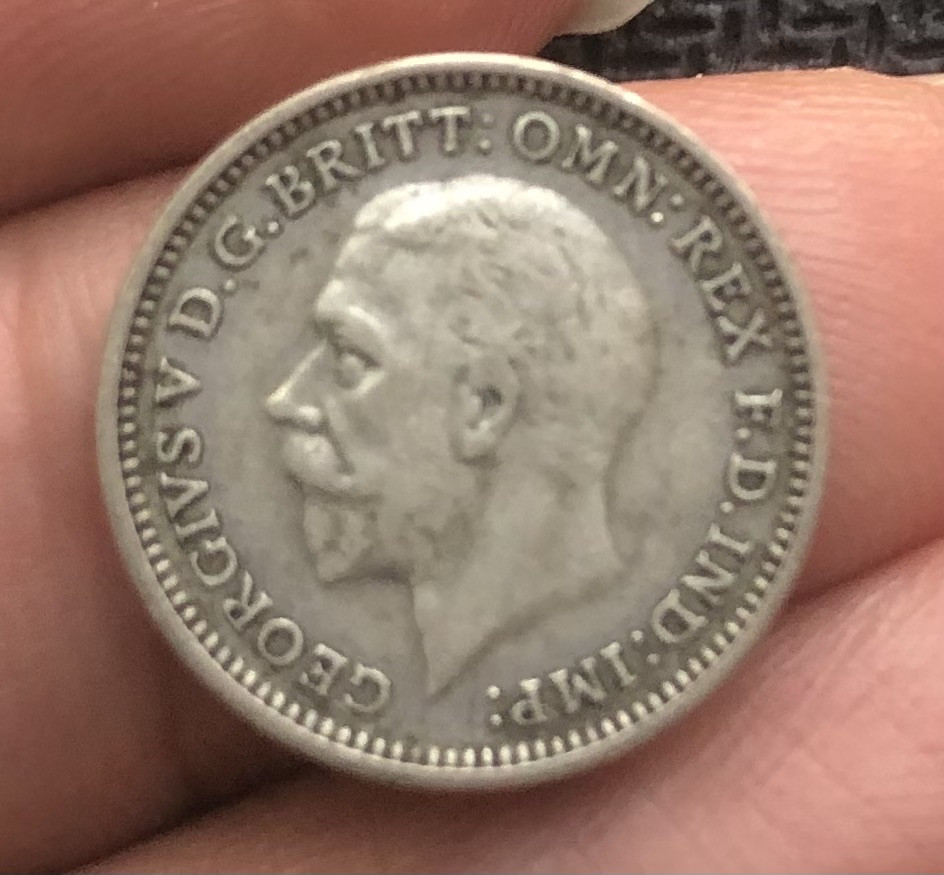 GEORGIVS V D.G.BRITT: OMN: REX F.D.IND:IMP: